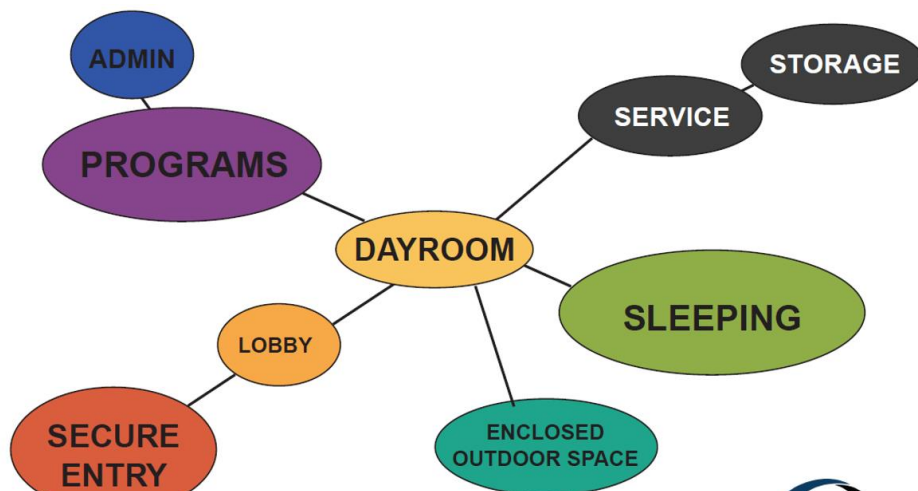 ADMIN
STORAGE
SERVICE
PROGRAMS
DAYROOM
SLEEPING
LOBBY
SECURE
ENTRY
ENCLOSED
OUTDOOR SPACE